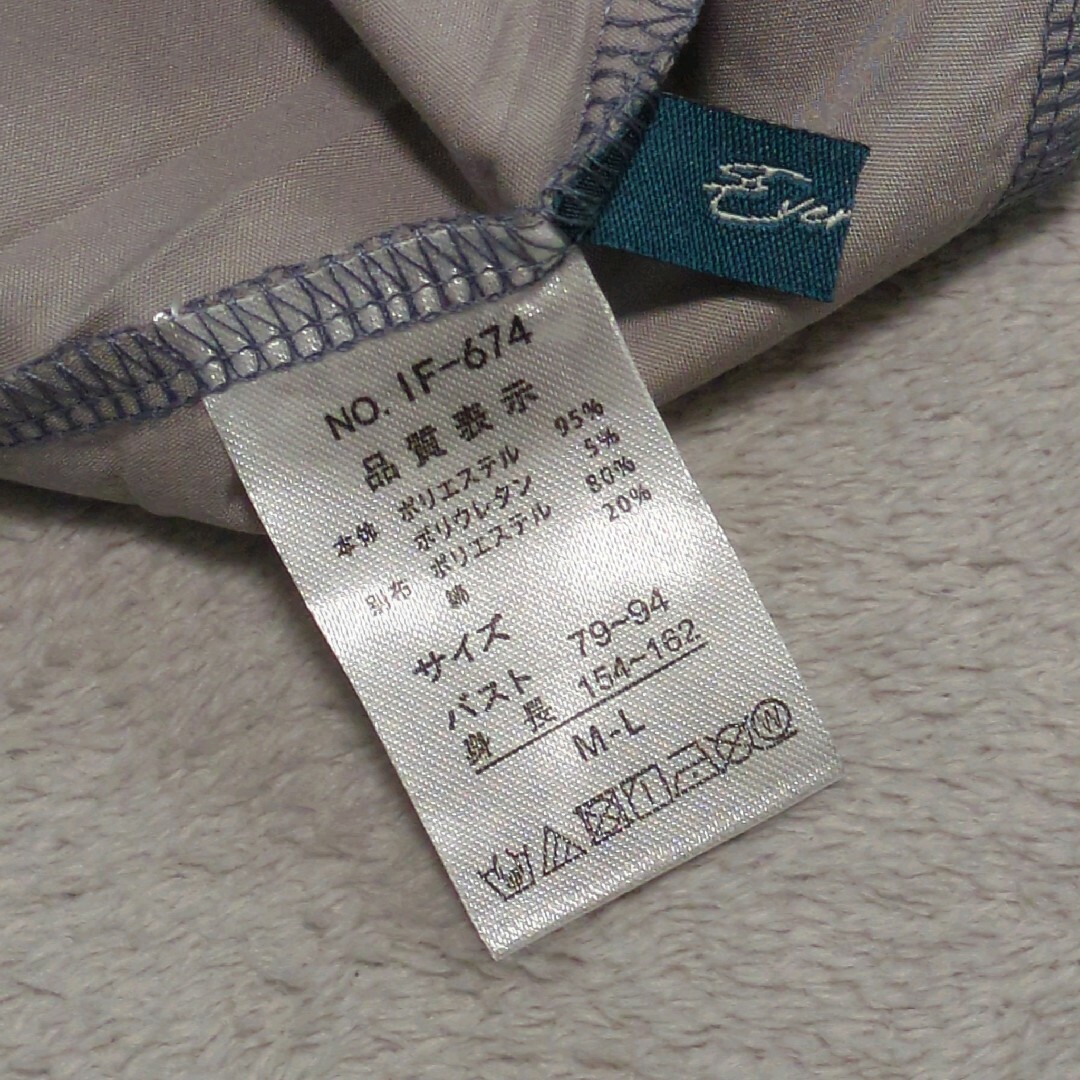 Ever
NO. IF-674
品質表示
本体 ポリエステル 95%
ポリウレタン 5%
別布 ポリエステル 80%
綿 20%
サイズ
バスト 79~94
身長 154~162
M-L
W